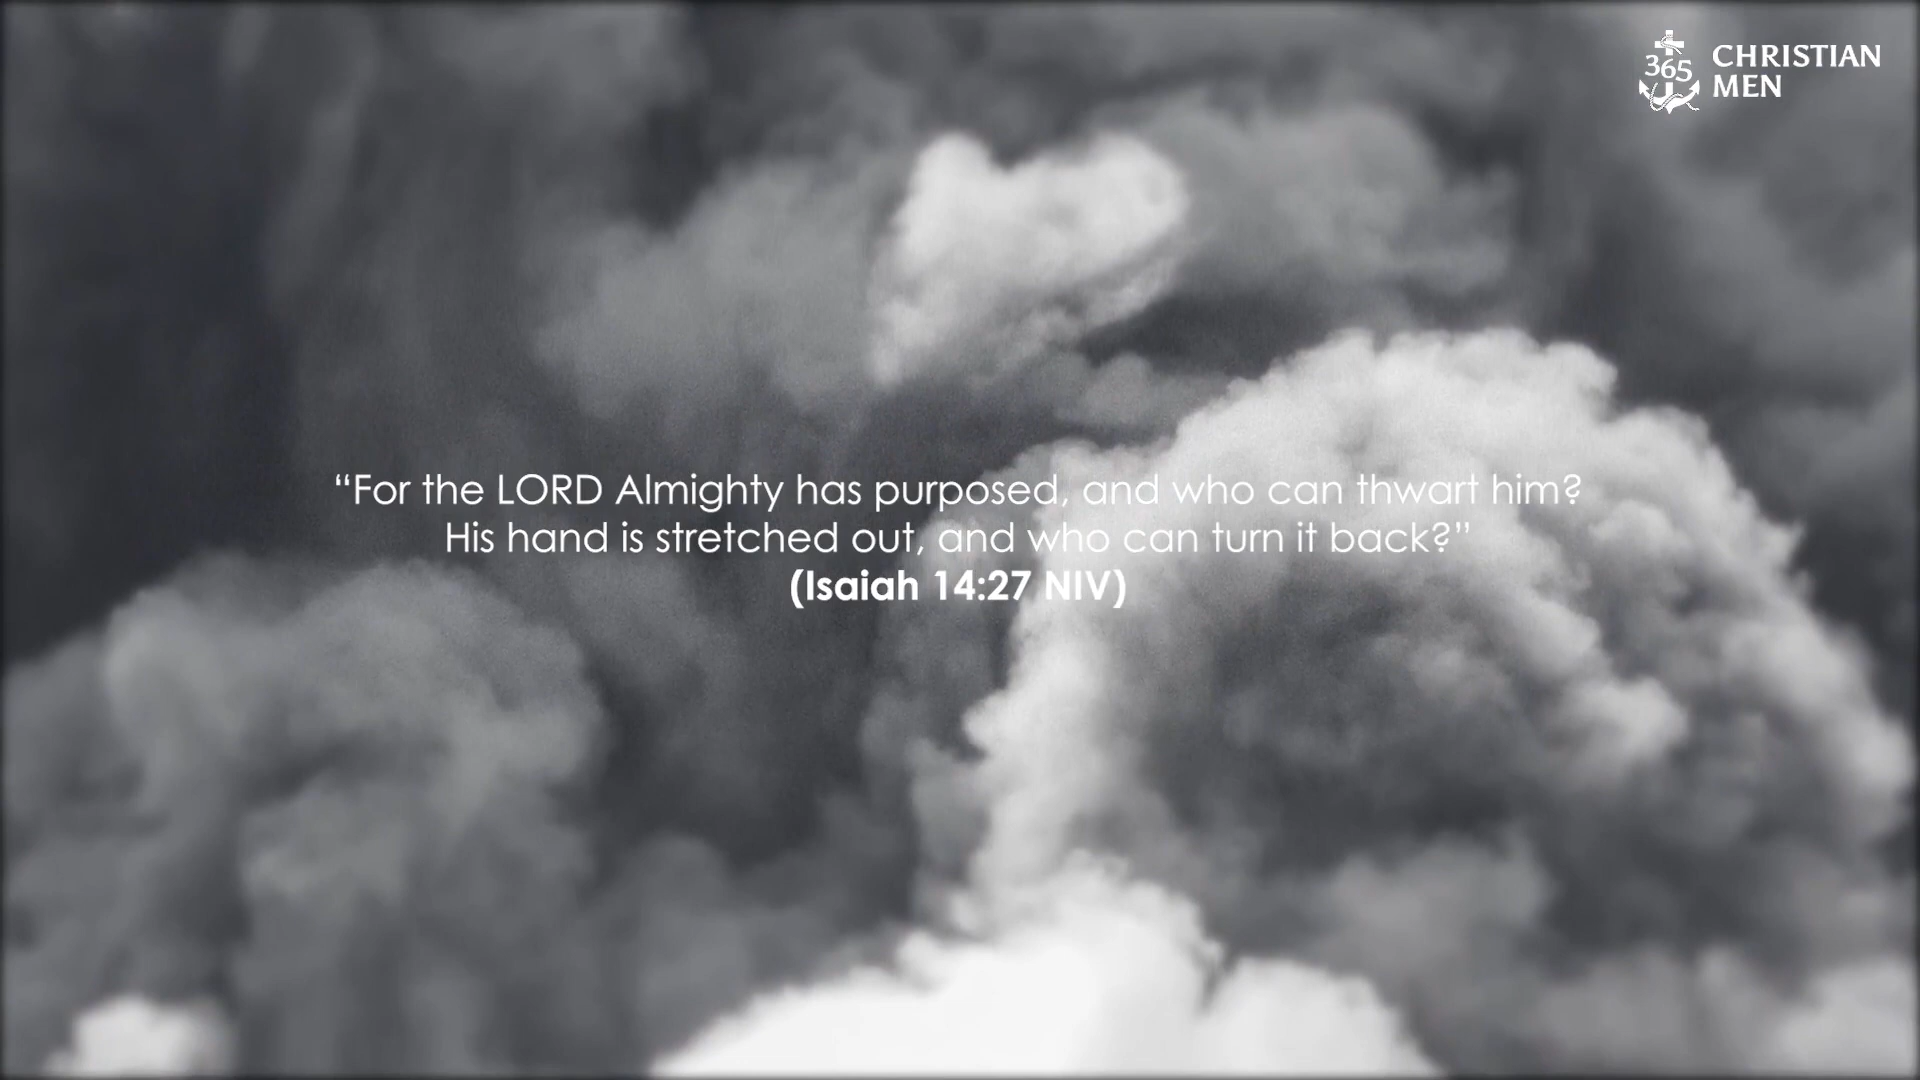 365
CHRISTIAN
MEN
“For the LORD Almighty has purposed, and who can thwart him?
His hand is stretched out, and who can turn it back?”
(Isaiah 14:27 NIV)